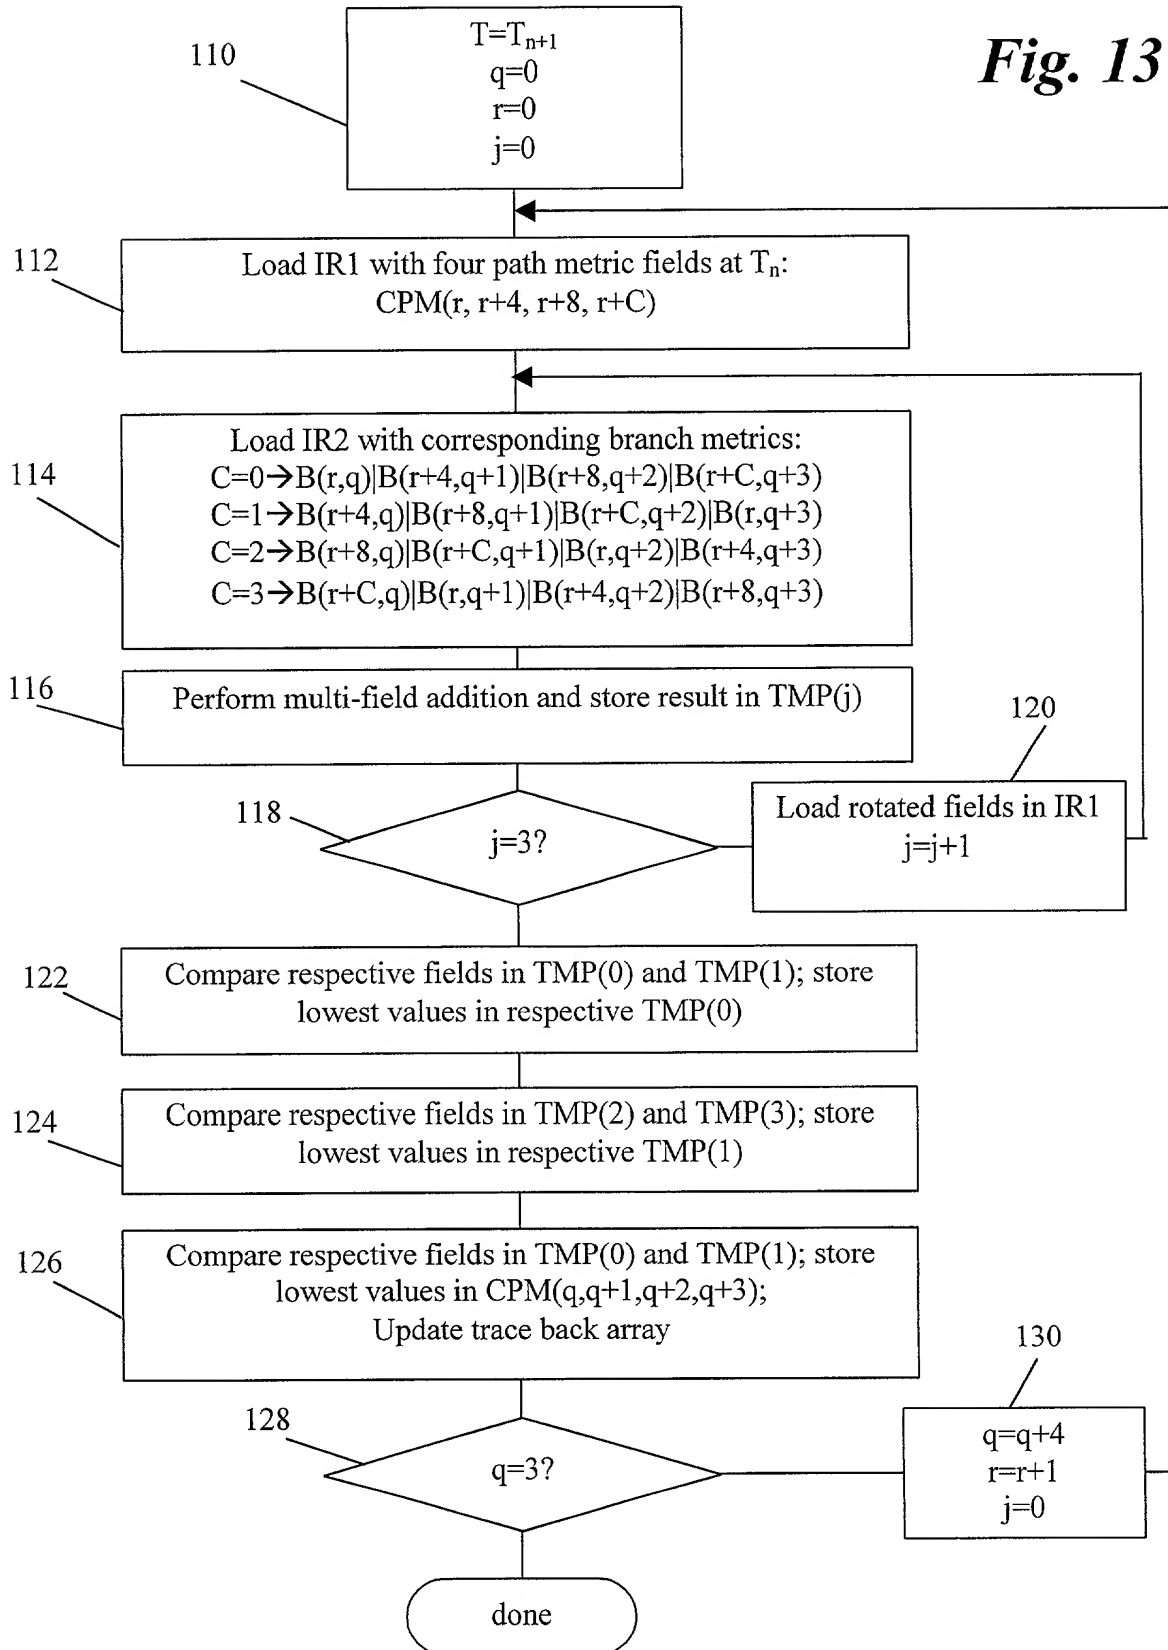 Fig. 13
110
T=Tn+1
q=0
r=0
j=0
112
Load IR1 with four path metric fields at Tn:
CPM(r, r+4, r+8, r+C)
114
Load IR2 with corresponding branch metrics:
C=0→B(r,q)|B(r+4,q+1)|B(r+8,q+2)|B(r+C,q+3)
C=1→B(r+4,q)|B(r+8,q+1)|B(r+C,q+2)|B(r,q+3)
C=2→B(r+8,q)|B(r+C,q+1)|B(r,q+2)|B(r+4,q+3)
C=3→B(r+C,q)|B(r,q+1)|B(r+4,q+2)|B(r+8,q+3)
116
Perform multi-field addition and store result in TMP(j)
118
j=3?
120
Load rotated fields in IR1
j=j+1
122
Compare respective fields in TMP(0) and TMP(1); store
lowest values in respective TMP(0)
124
Compare respective fields in TMP(2) and TMP(3); store
lowest values in respective TMP(1)
126
Compare respective fields in TMP(0) and TMP(1); store
lowest values in CPM(q,q+1,q+2,q+3);
Update trace back array
128
q=3?
130
q=q+4
r=r+1
j=0
done